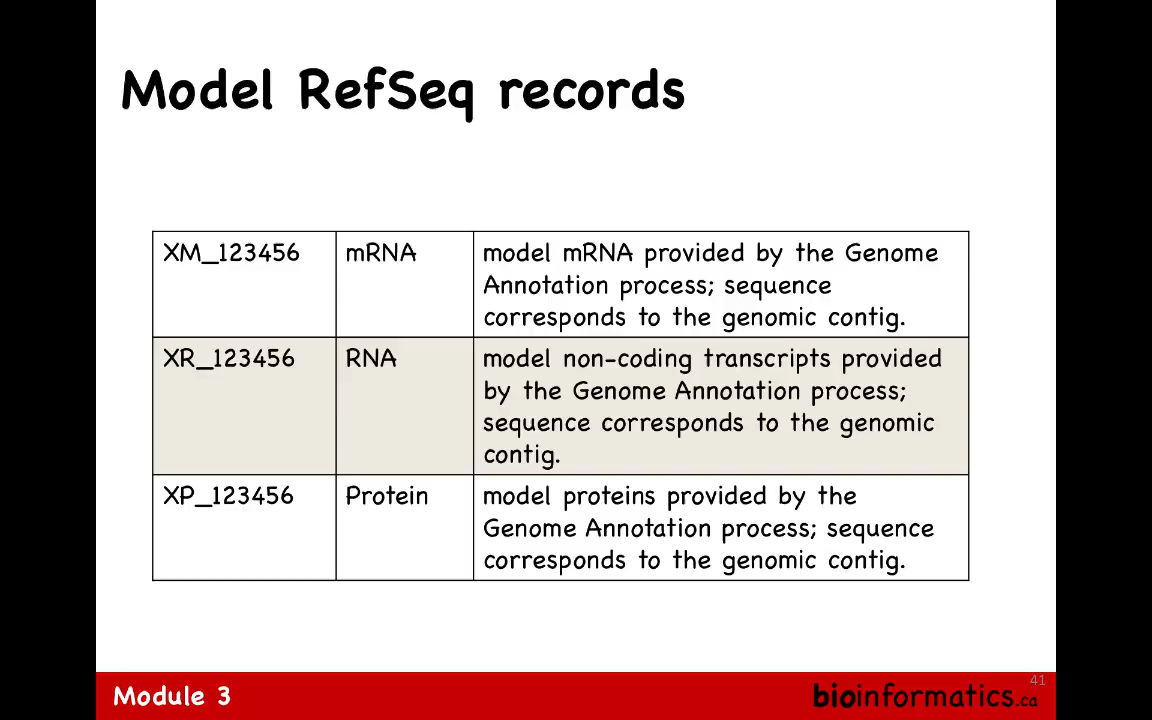 Model RefSeq records
XM_123456
mRNA
model mRNA provided by the Genome
Annotation process; sequence
corresponds to the genomic contig.
XR_123456
RNA
model non-coding transcripts provided
by the Genome Annotation process;
sequence corresponds to the genomic
contig.
XP_123456
Protein
model proteins provided by the
Genome Annotation process; sequence
corresponds to the genomic contig.
41
Module 3
bioinformatics.ca